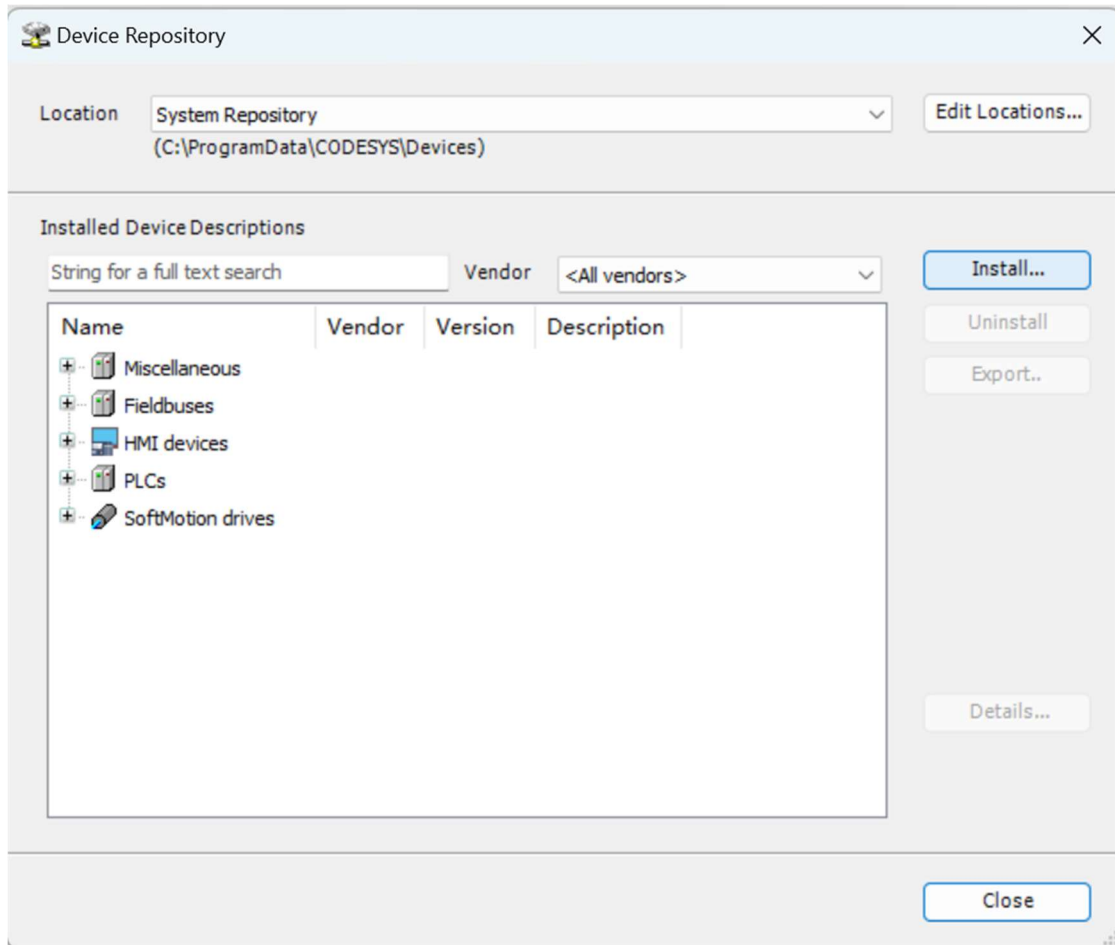 Device Repository
Location System Repository Edit Locations...
(C:\ProgramData\CODESYS\Devices)
Installed Device Descriptions
String for a full text search Vendor <All vendors> Install...
Name Vendor Version Description Uninstall
Miscellaneous Export..
Fieldbuses
HMI devices
PLCs
SoftMotion drives
Details...
Close